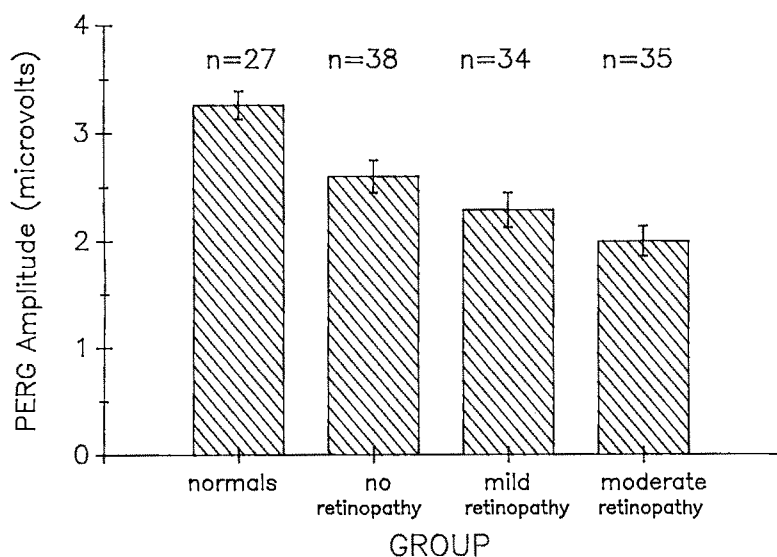 PERG Amplitude (microvolts)
4
3
2
1
0
n=27 n=38 n=34 n=35
normals no retinopathy mild retinopathy moderate retinopathy
GROUP